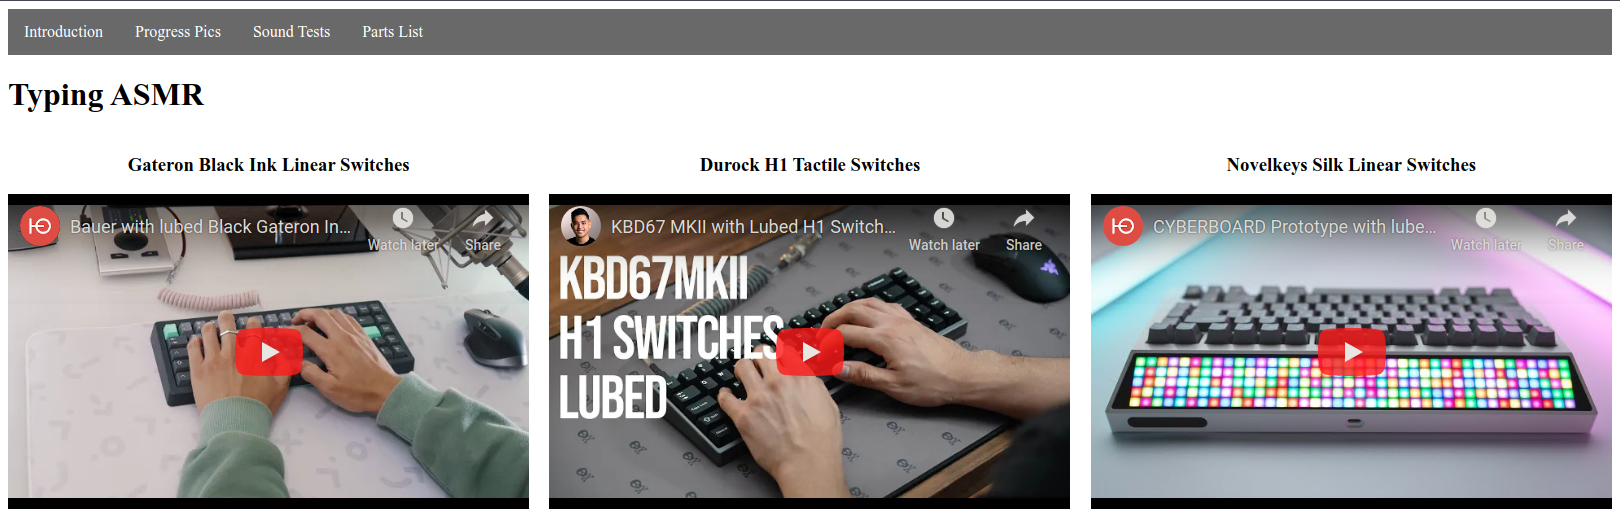 Introduction Progress Pics Sound Tests Parts List
Typing ASMR
Gateron Black Ink Linear Switches
Bauer with lubed Black Gateron In...
Watch later Share
Durock H1 Tactile Switches
KBD67 MKII with Lubed H1 Switch...
Watch later Share
KBD67MKII
H1 SWITCHES
LUBED
Novelkeys Silk Linear Switches
CYBERBOARD Prototype with lube...
Watch later Share